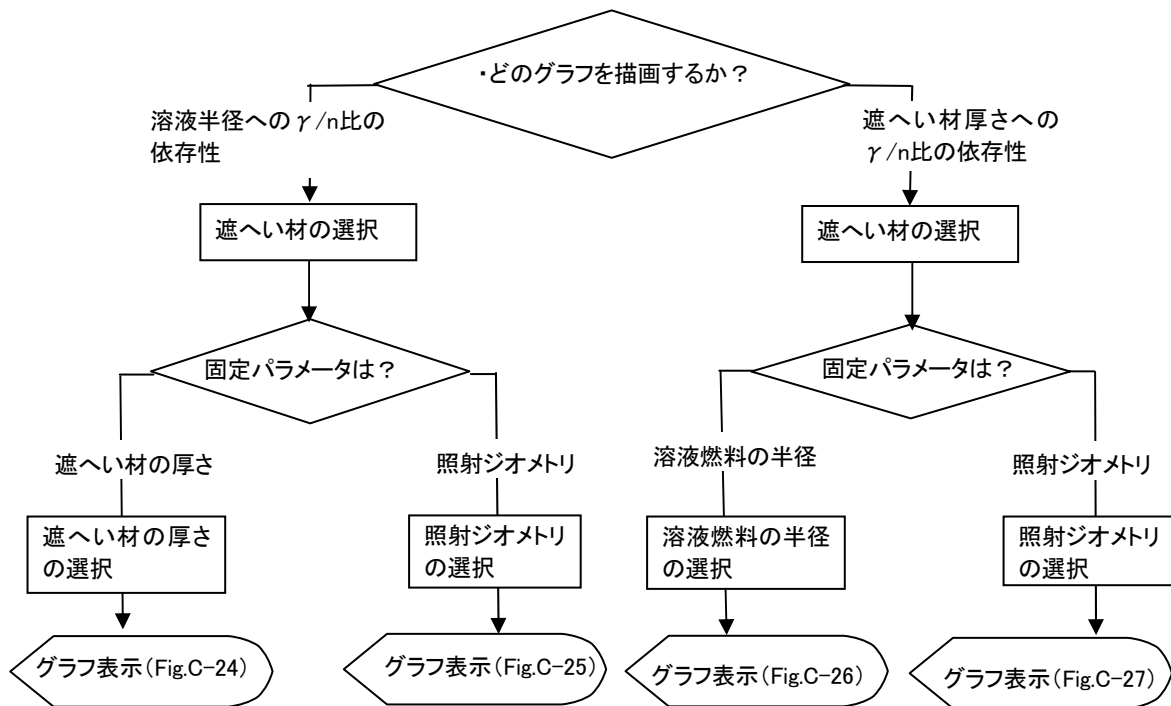 ・どのグラフを描画するか？
溶液半径へのγ/n比の
依存性
遮へい材厚さへの
γ/n比の依存性
遮へい材の選択
遮へい材の選択
固定パラメータは？
固定パラメータは？
遮へい材の厚さ
照射ジオメトリ
溶液燃料の半径
照射ジオメトリ
遮へい材の厚さ
の選択
照射ジオメトリ
の選択
溶液燃料の半径
の選択
照射ジオメトリ
の選択
グラフ表示(Fig.C-24)
グラフ表示(Fig.C-25)
グラフ表示(Fig.C-26)
グラフ表示(Fig.C-27)